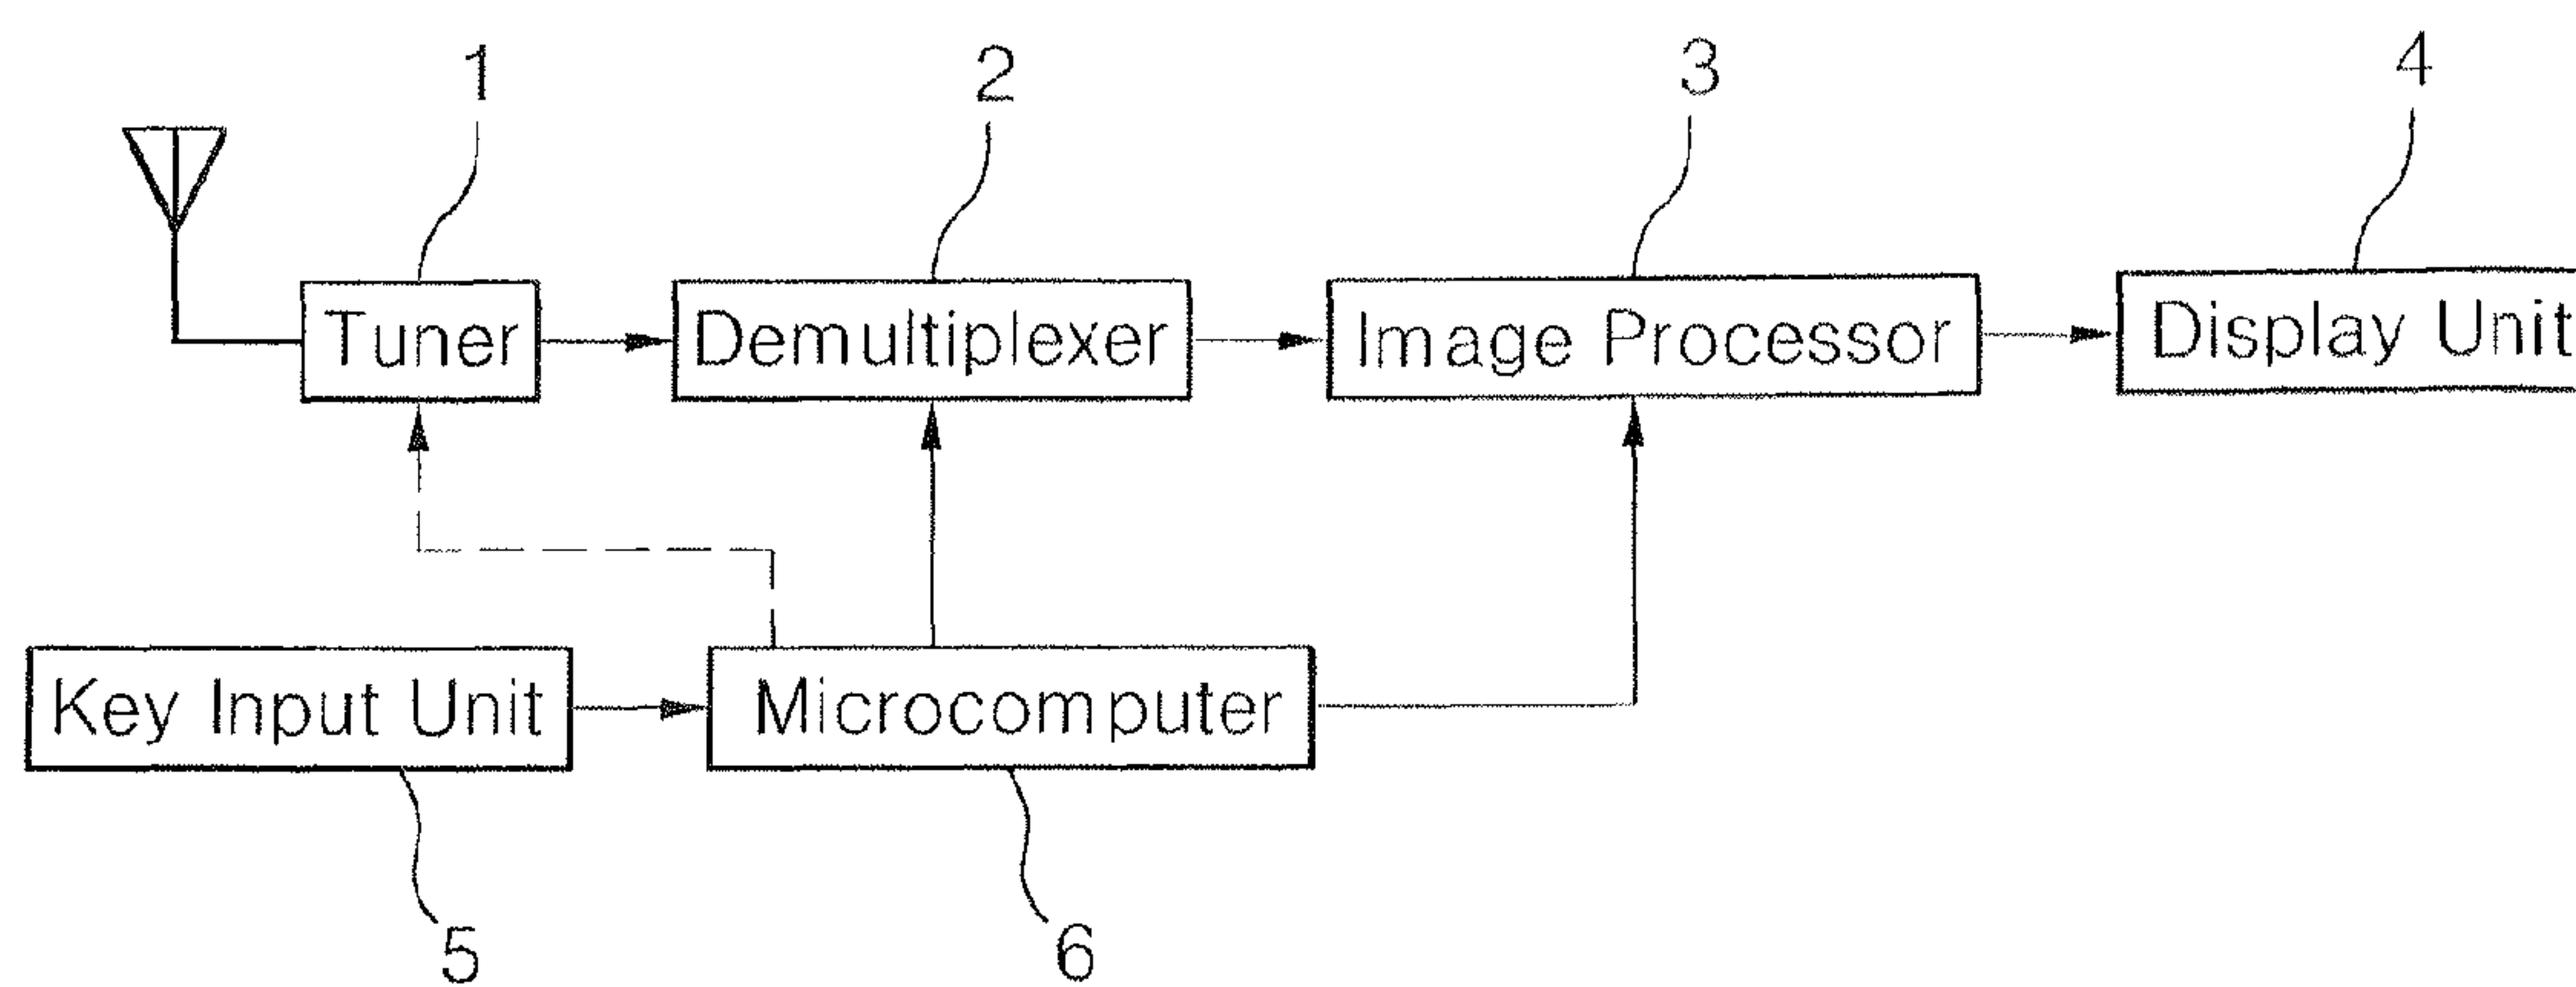 1
2
3
4
Tuner
Demultiplexer
Image Processor
Display Unit
Key Input Unit
Microcomputer
5
6